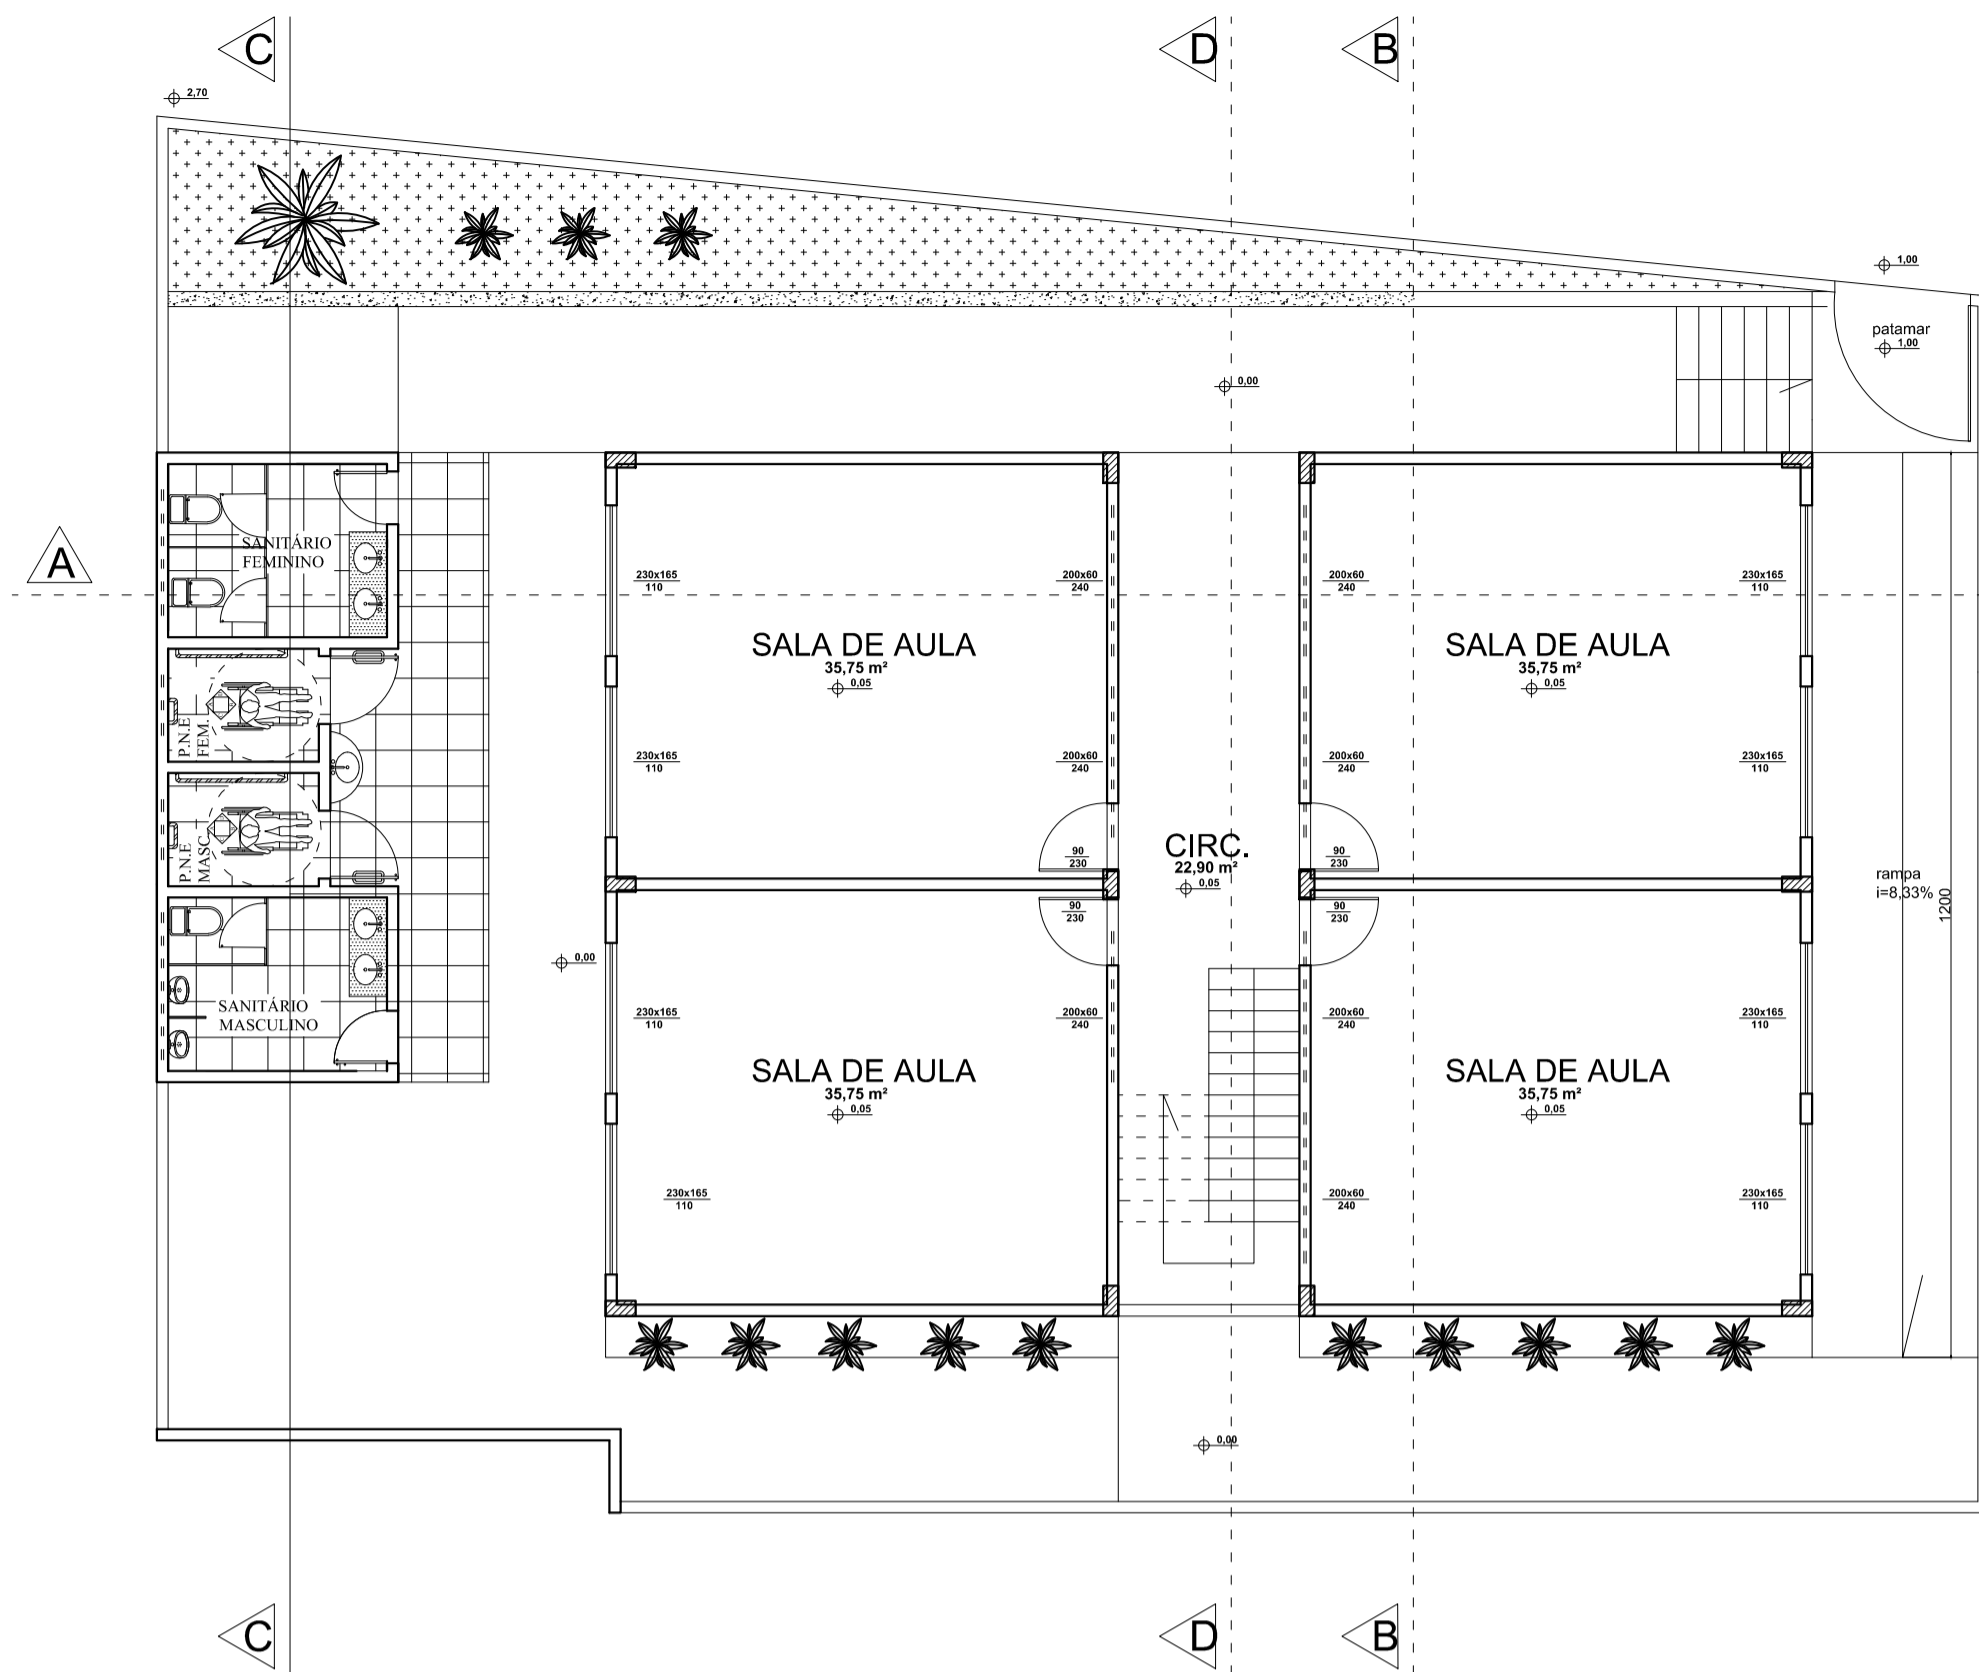 C
D
B
2,70
1,00
patamar
1,00
0,00
A
SANITÁRIO
FEMININO
230x165
110
200x60
240
200x60
240
230x165
110
SALA DE AULA
35,75 m²
0,05
SALA DE AULA
35,75 m²
0,05
P.N.E
FEM.
230x165
110
200x60
240
200x60
240
230x165
110
P.N.E
MASC.
90
230
CIRC.
22,90 m²
0,05
90
230
rampa
i=8,33%
1200
90
230
90
230
0,00
SANITÁRIO
MASCULINO
230x165
110
200x60
240
200x60
240
230x165
110
SALA DE AULA
35,75 m²
0,05
SALA DE AULA
35,75 m²
0,05
230x165
110
200x60
240
230x165
110
0,00
C
D
B